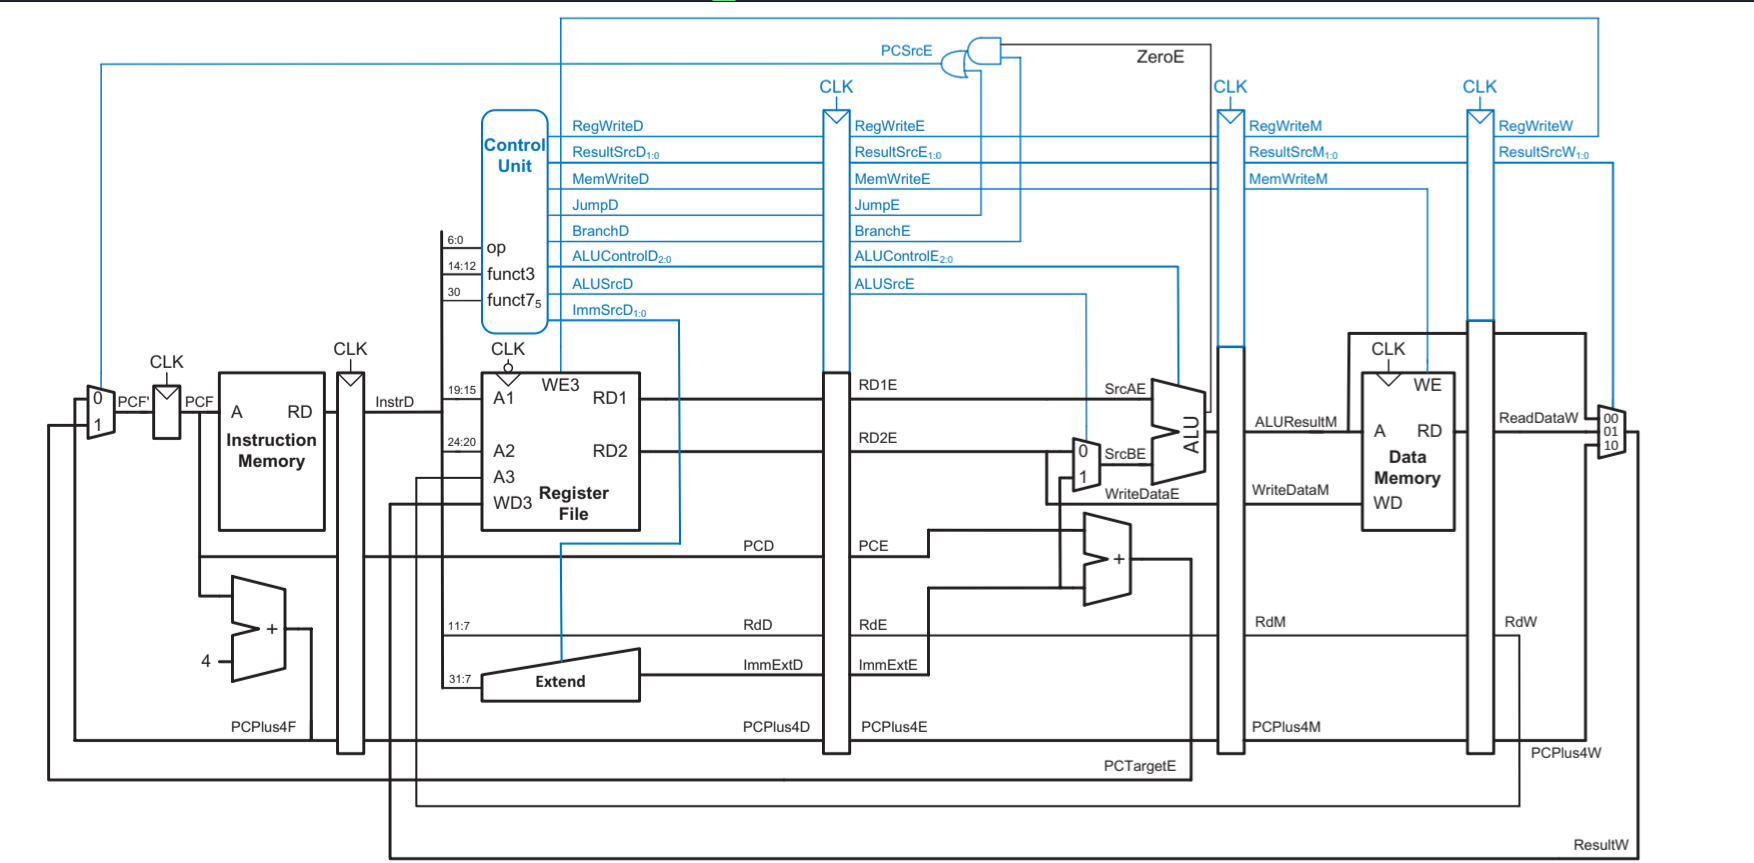 PCSrcE
ZeroE
CLK
CLK
CLK
Control
Unit
RegWriteD
RegWriteE
RegWriteM
RegWriteW
ResultSrcD1:0
ResultSrcE1:0
ResultSrcM1:0
ResultSrcW1:0
MemWriteD
MemWriteE
MemWriteM
JumpD
JumpE
6:0
op
BranchD
BranchE
14:12
funct3
ALUControlD2:0
ALUControlE2:0
30
funct75
ALUSrcD
ALUSrcE
ImmSrcD1:0
CLK
CLK
CLK
CLK
0
1
PCF'
PCF
A
RD
Instruction
Memory
InstrD
19:15
A1
WE3
RD1
24:20
A2
RD2
A3
WD3
Register
File
RD1E
SrcAE
RD2E
0
1
SrcBE
ALU
WriteDataE
ALUResultM
WriteDataM
WE
A
RD
Data
Memory
WD
ReadDataW
00
01
10
PCD
PCE
+
4
+
11:7
RdD
RdE
RdM
RdW
31:7
Extend
ImmExtD
ImmExtE
PCPlus4F
PCPlus4D
PCPlus4E
PCPlus4M
PCPlus4W
PCTargetE
ResultW